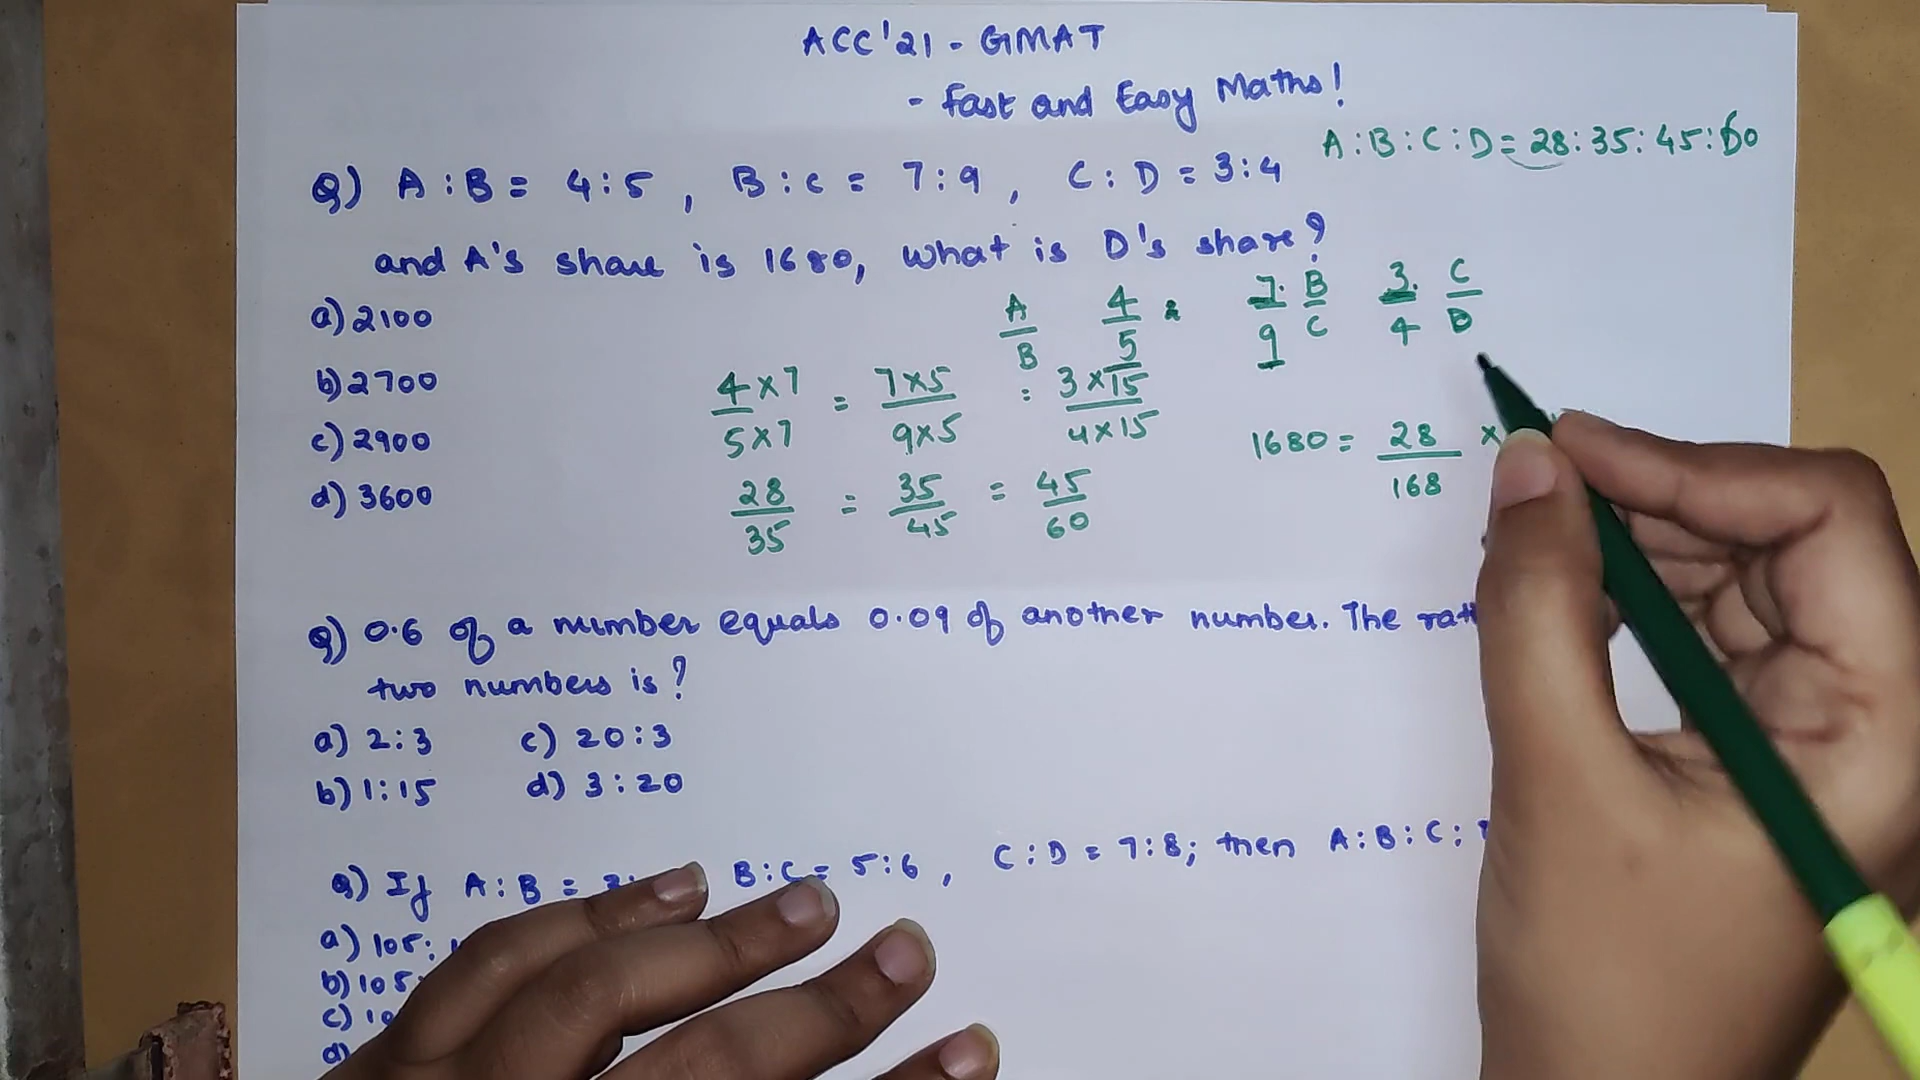 ACC'21 - GMAT
- Fast and Easy Maths!
A:B:C:D = 28:35:45:60
Q) A:B = 4:5, B:C = 7:9, C:D = 3:4
and A's share is 1680, what is D's share?
a) 2100
b) 2700
c) 2900
d) 3600
A/B 4/5 & 7/9 B/C 3/4 C/D
4×7/5×7 = 7×5/9×5 = 3×15/4×15
28/35 = 35/45 = 45/60
1680 = 28/168 ×
Q) 0.6 of a number equals 0.09 of another number. The
two numbers is?
a) 2:3 c) 20:3
b) 1:15 d) 3:20
Q) If A:B = B:C = 5:6, C:D = 7:8; then A:B:C:
a) 105:
b) 105:
c) 10
d)